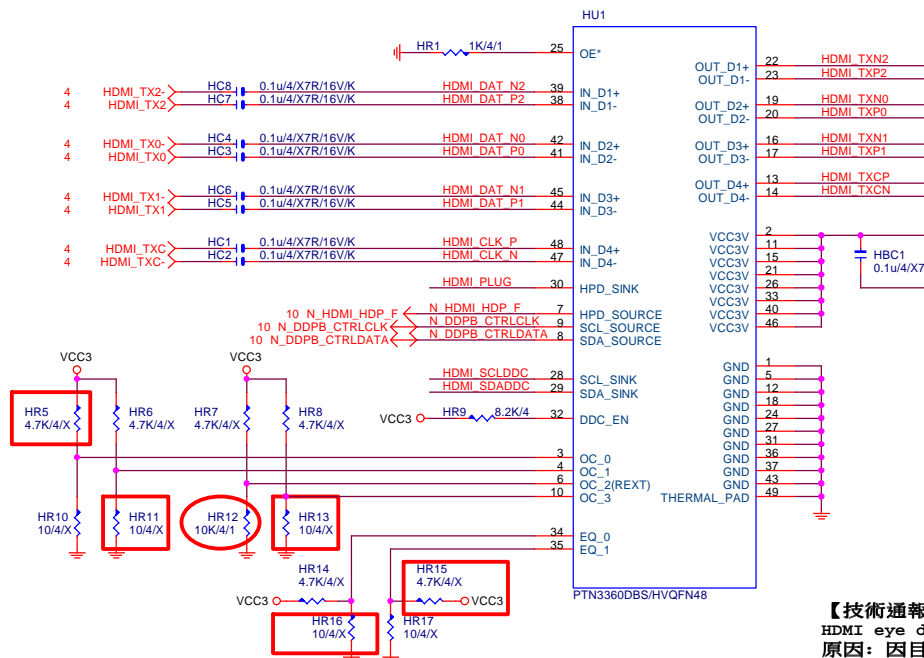 HU1
HR1 1K/4/1 25 OE*
4 HDMI_TX2- HC8 0.1u/4/X7R/16V/K HDMI_DAT_N2 39 IN_D1+
4 HDMI_TX2 HC7 0.1u/4/X7R/16V/K HDMI_DAT_P2 38 IN_D1-
4 HDMI_TX0- HC4 0.1u/4/X7R/16V/K HDMI_DAT_N0 42 IN_D2+
4 HDMI_TX0 HC3 0.1u/4/X7R/16V/K HDMI_DAT_P0 41 IN_D2-
4 HDMI_TX1- HC6 0.1u/4/X7R/16V/K HDMI_DAT_N1 45 IN_D3+
4 HDMI_TX1 HC5 0.1u/4/X7R/16V/K HDMI_DAT_P1 44 IN_D3-
4 HDMI_TXC HC1 0.1u/4/X7R/16V/K HDMI_CLK_P 48 IN_D4+
4 HDMI_TXC- HC2 0.1u/4/X7R/16V/K HDMI_CLK_N 47 IN_D4-
HDMI_PLUG 30 HPD_SINK
10 N_HDMI_HDP_F N_HDMI_HDP_F 7 HPD_SOURCE
10 N_DDPB_CTRLCLK N_DDPB_CTRLCLK 9 SCL_SOURCE
10 N_DDPB_CTRLDATA N_DDPB_CTRLDATA 8 SDA_SOURCE
HDMI_SCLDDC 28 SCL_SINK
HDMI_SDADDC 29 SDA_SINK
VCC3 HR9 8.2K/4 32 DDC_EN
3 OC_0
4 OC_1
6 OC_2(REXT)
10 OC_3
34 EQ_0
35 EQ_1
OUT_D1+ 22 HDMI_TXN2
OUT_D1- 23 HDMI_TXP2
OUT_D2+ 19 HDMI_TXN0
OUT_D2- 20 HDMI_TXP0
OUT_D3+ 16 HDMI_TXN1
OUT_D3- 17 HDMI_TXP1
OUT_D4+ 13 HDMI_TXCP
OUT_D4- 14 HDMI_TXCN
VCC3V 2
VCC3V 11
VCC3V 15
VCC3V 21
VCC3V 26
VCC3V 33
VCC3V 40
VCC3V 46
HBC1
0.1u/4/X7
GND 1
GND 5
GND 12
GND 18
GND 24
GND 27
GND 31
GND 36
GND 37
GND 43
THERMAL_PAD 49
VCC3 VCC3
HR5 HR6 HR7 HR8
4.7K/4/X 4.7K/4/X 4.7K/4/X 4.7K/4/X
HR10 HR11 HR12 HR13
10/4/X 10/4/X 10K/4/1 10/4/X
HR14 HR15
4.7K/4/X 4.7K/4/X
VCC3 VCC3
HR16 HR17
10/4/X 10/4/X
PTN3360DBS/HVQFN48
【技術通報
HDMI eye d
原因：因目